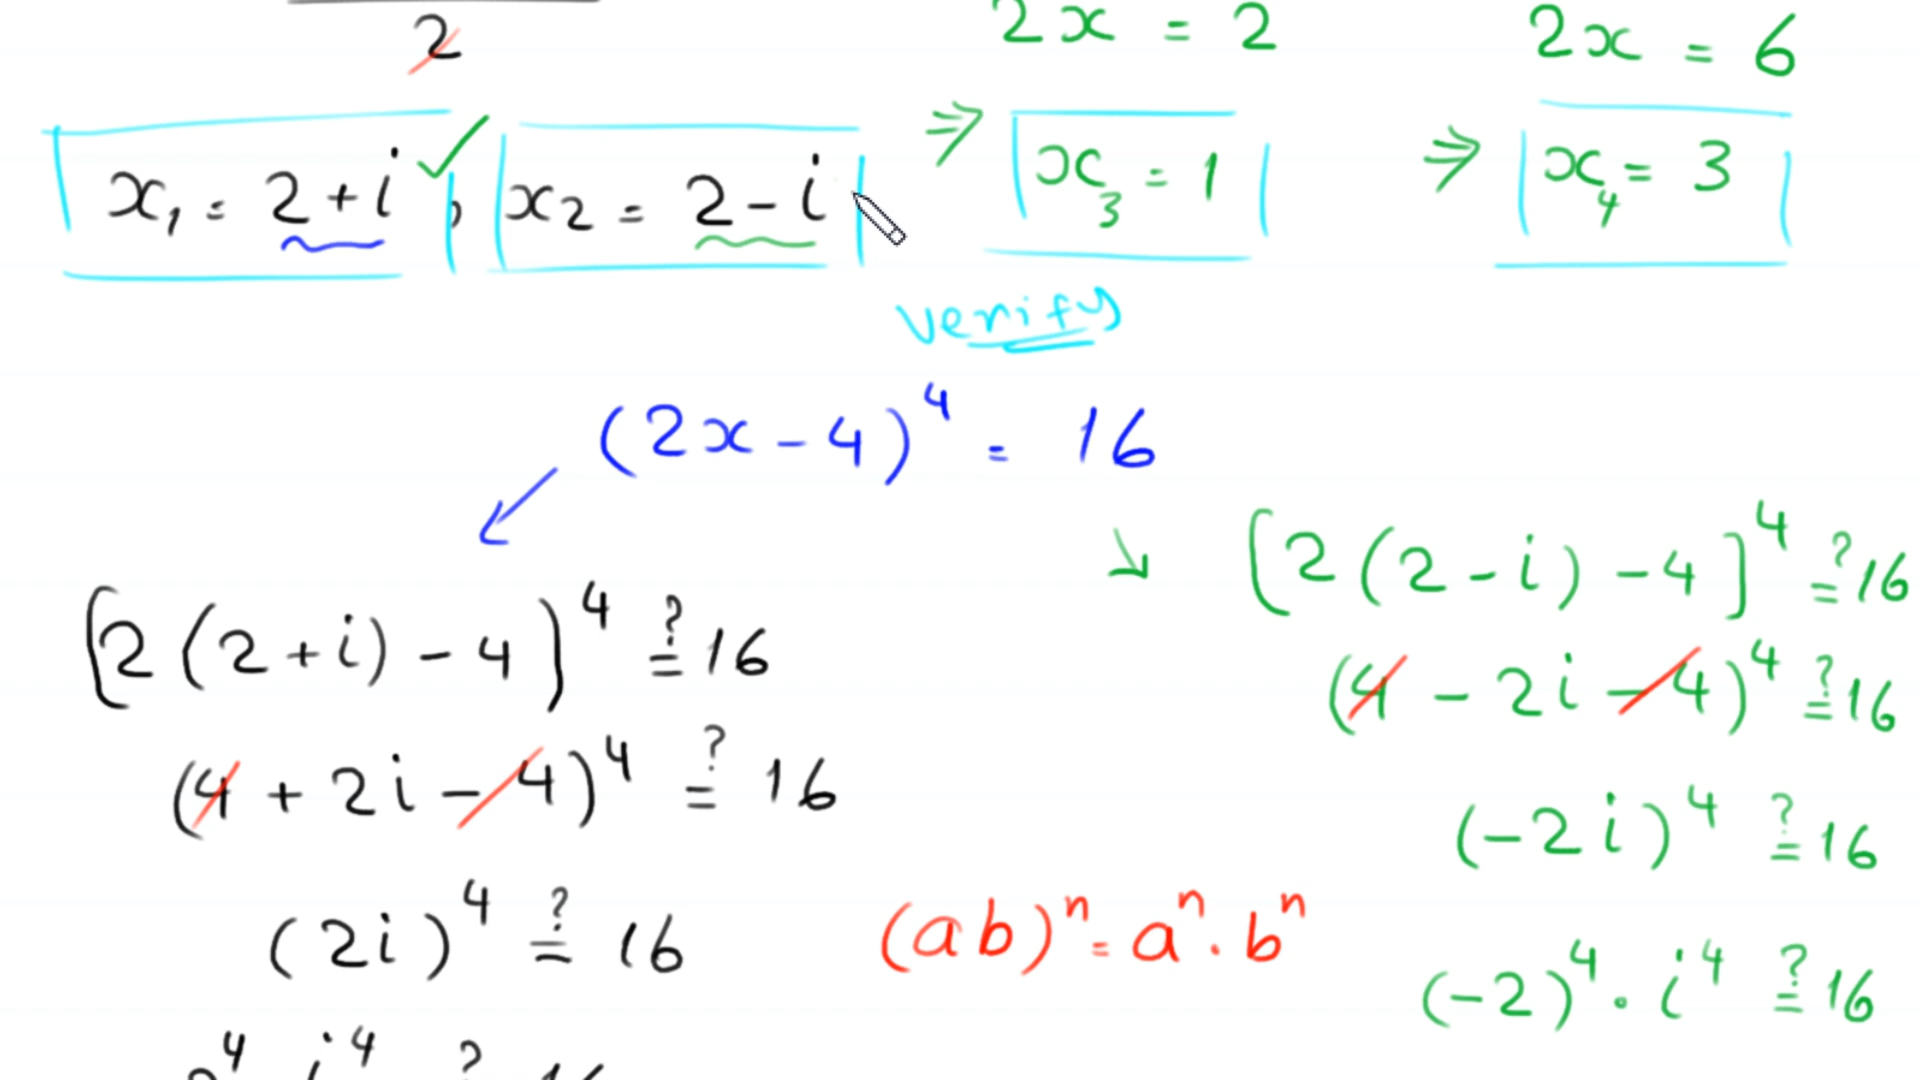 2
2x = 2
2x = 6
x₁ = 2 + i ,
x₂ = 2 - i
⇒ x₃ = 1
⇒ x₄ = 3
verify
(2x - 4)⁴ = 16
[2(2 + i) - 4]⁴ ≟ 16
(4 + 2i - 4)⁴ ≟ 16
(2i)⁴ ≟ 16
(ab)ⁿ = aⁿ · bⁿ
[2(2 - i) - 4]⁴ ≟ 16
(4 - 2i - 4)⁴ ≟ 16
(-2i)⁴ ≟ 16
(-2)⁴ · i⁴ ≟ 16